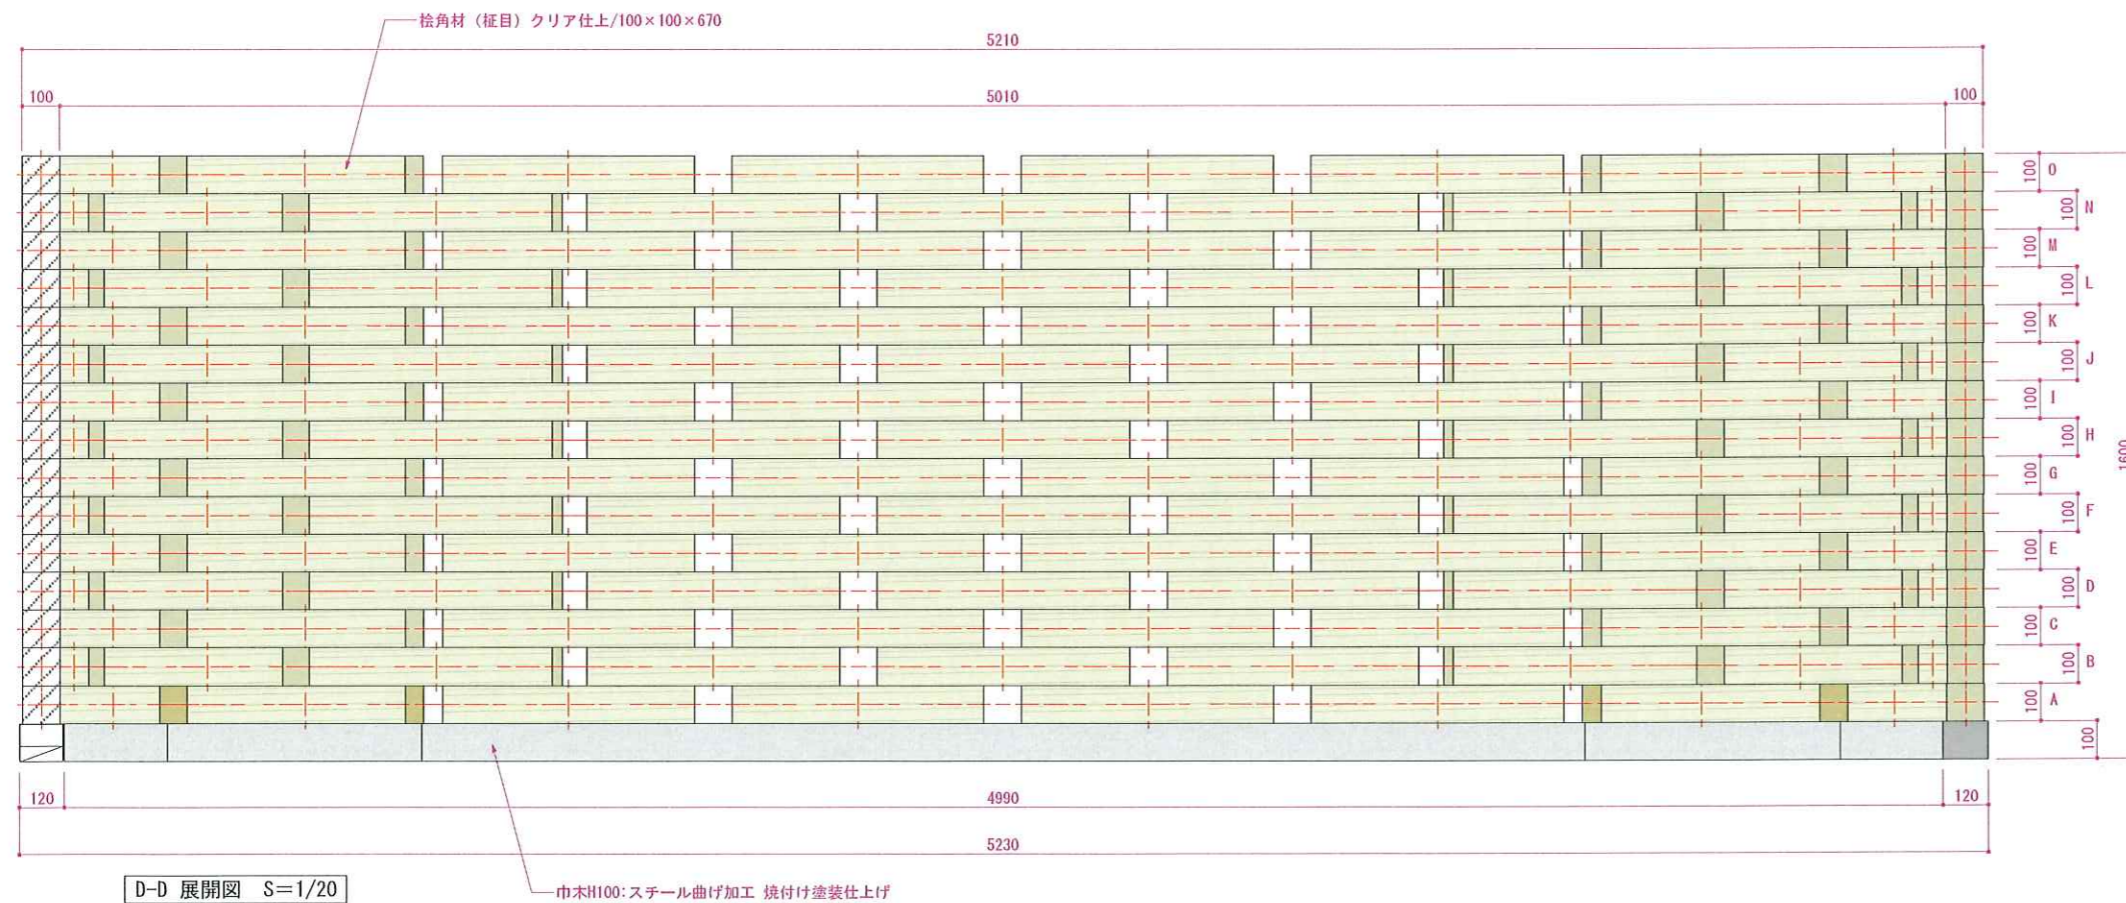 桧角材（柾目）クリア仕上/100×100×670
5210
100
5010
100
100 O
100 N
100 M
100 L
100 K
100 J
100 I
100 H
100 G
100 F
100 E
100 D
100 C
100 B
100 A
100
1600
120
4990
120
5230
D-D 展開図 S=1/20
巾木H100:スチール曲げ加工 焼付け塗装仕上げ